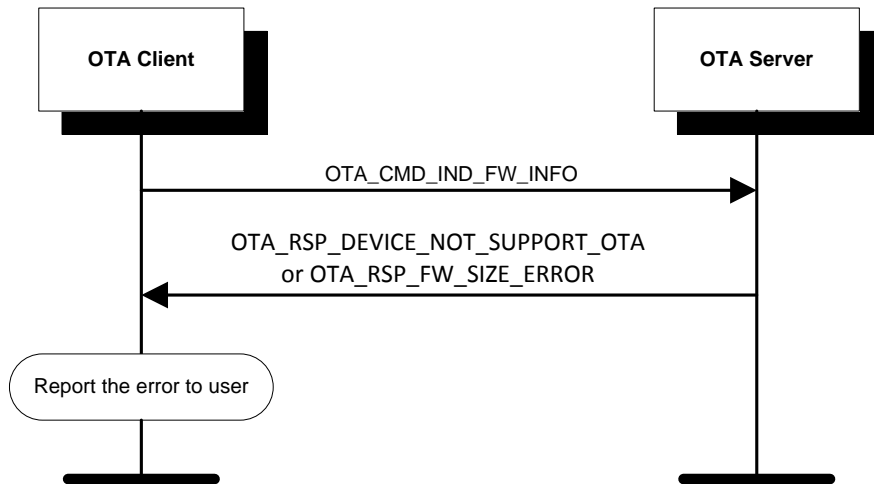 OTA Client
OTA Server
OTA_CMD_IND_FW_INFO
OTA_RSP_DEVICE_NOT_SUPPORT_OTA
or OTA_RSP_FW_SIZE_ERROR
Report the error to user